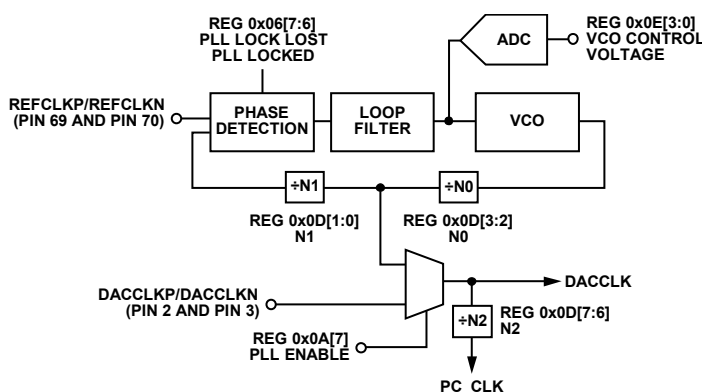 REG 0x06[7:6]
PLL LOCK LOST
PLL LOCKED
ADC
REG 0x0E[3:0]
VCO CONTROL
VOLTAGE
REFCLKP/REFCLKN
(PIN 69 AND PIN 70)
PHASE
DETECTION
LOOP
FILTER
VCO
÷N1
÷N0
REG 0x0D[1:0]
N1
REG 0x0D[3:2]
N0
DACCLKP/DACCLKN
(PIN 2 AND PIN 3)
DACCLK
REG 0x0A[7]
PLL ENABLE
÷N2
REG 0x0D[7:6]
N2
PC_CLK